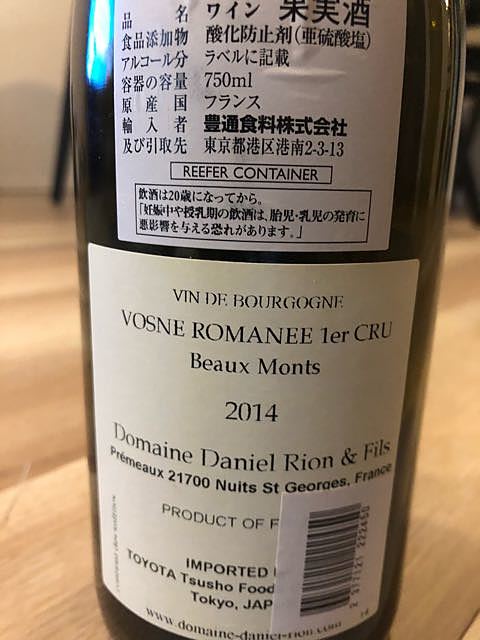 品 名 ワイン 果実酒
食品添加物 酸化防止剤(亜硫酸塩)
アルコール分 ラベルに記載
容器の容量 750ml
原産国 フランス
輸入者 豊通食料株式会社
及び引取先 東京都港区港南2-3-13
REEFER CONTAINER
飲酒は20歳になってから。
「妊娠中や授乳期の飲酒は、胎児・乳児の発育に
悪影響を与える恐れがあります。」
VIN DE BOURGOGNE
VOSNE ROMANEE 1er CRU
Beaux Monts
2014
Domaine Daniel Rion & Fils
Prémeaux 21700 Nuits St Georges, France
PRODUCT OF F
IMPORTED
TOYOTA Tsusho Food
Tokyo, JAP
www.domaine-daniel-rion.com